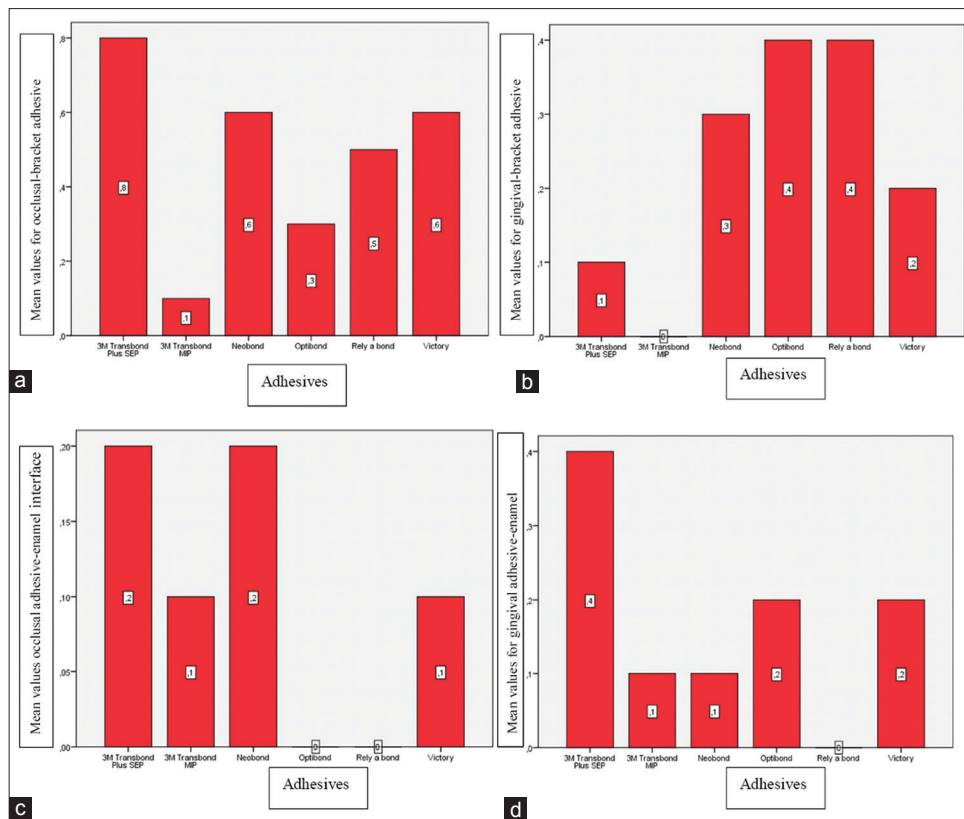 Mean values for occlusal-bracket adhesive
,8
,6
,4
,2
,0
,8
,1
,6
,3
,5
,6
3M Transbond Plus SEP
3M Transbond MIP
Neobond
Optibond
Rely a bond
Victory
Adhesives
a
Mean values for gingival-bracket adhesive
,4
,3
,2
,1
,0
,1
0
,3
,4
,4
,2
3M Transbond Plus SEP
3M Transbond MIP
Neobond
Optibond
Rely a bond
Victory
Adhesives
b
Mean values occlusal adhesive-enamel interface
,20
,15
,10
,05
,00
,2
,1
,2
0
0
,1
3M Transbond Plus SEP
3M Transbond MIP
Neobond
Optibond
Rely a bond
Victory
Adhesives
c
Mean values for gingival adhesive-enamel
,4
,3
,2
,1
,0
,4
,1
,1
,2
0
,2
3M Transbond Plus SEP
3M Transbond MIP
Neobond
Optibond
Rely a bond
Victory
Adhesives
d